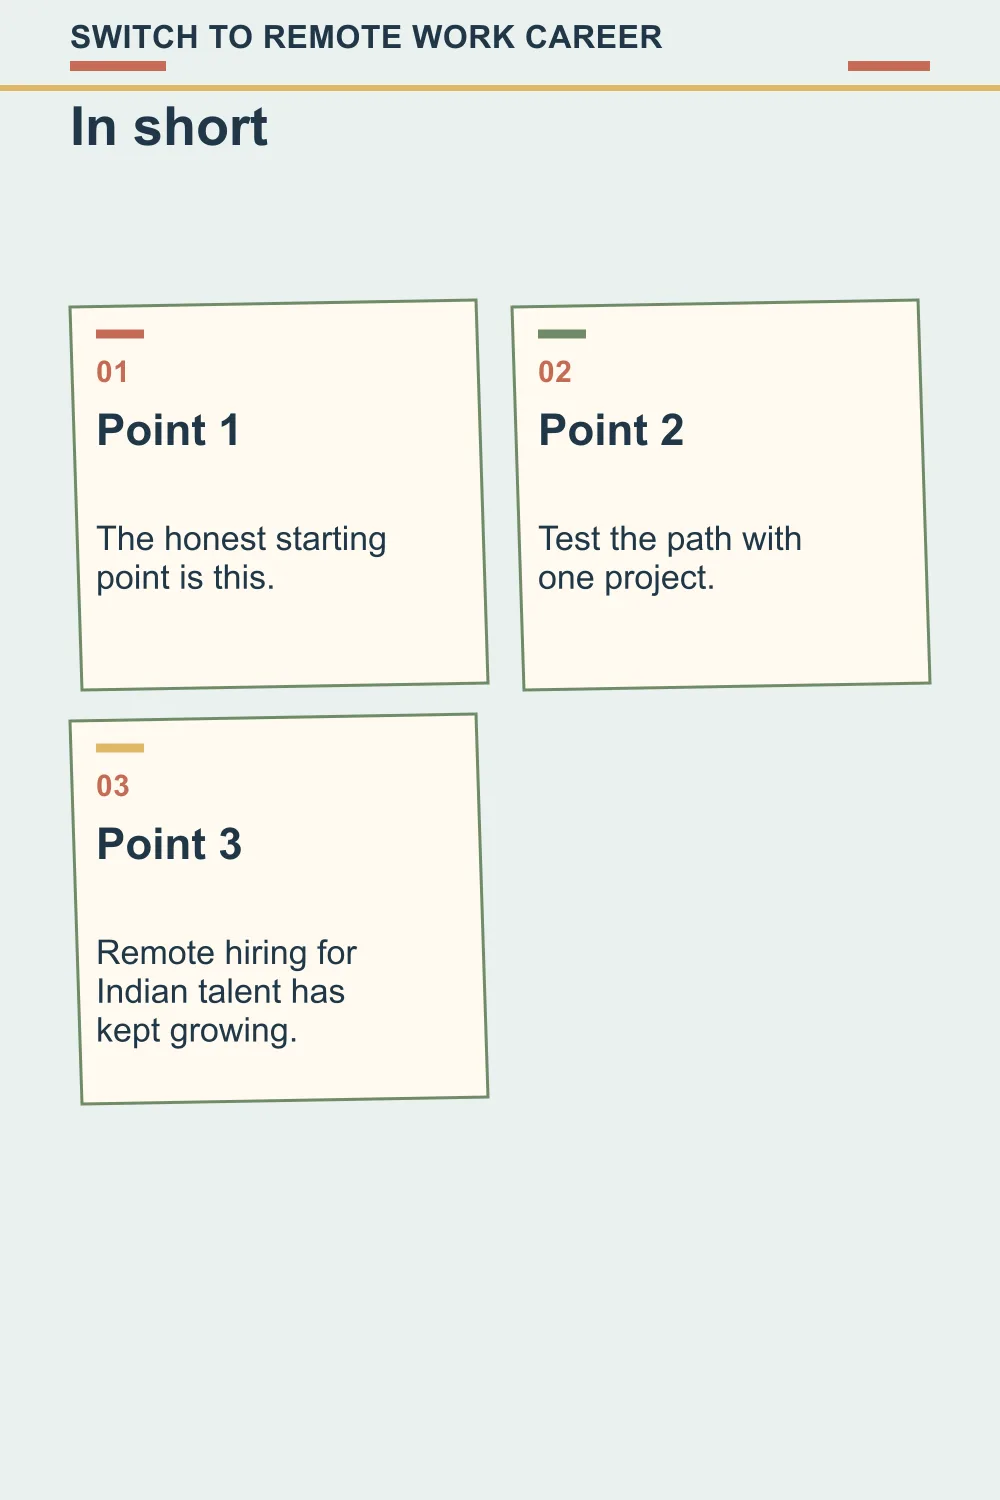 SWITCH TO REMOTE WORK CAREER
In short
01
Point 1
The honest starting
point is this.
02
Point 2
Test the path with
one project.
03
Point 3
Remote hiring for
Indian talent has
kept growing.